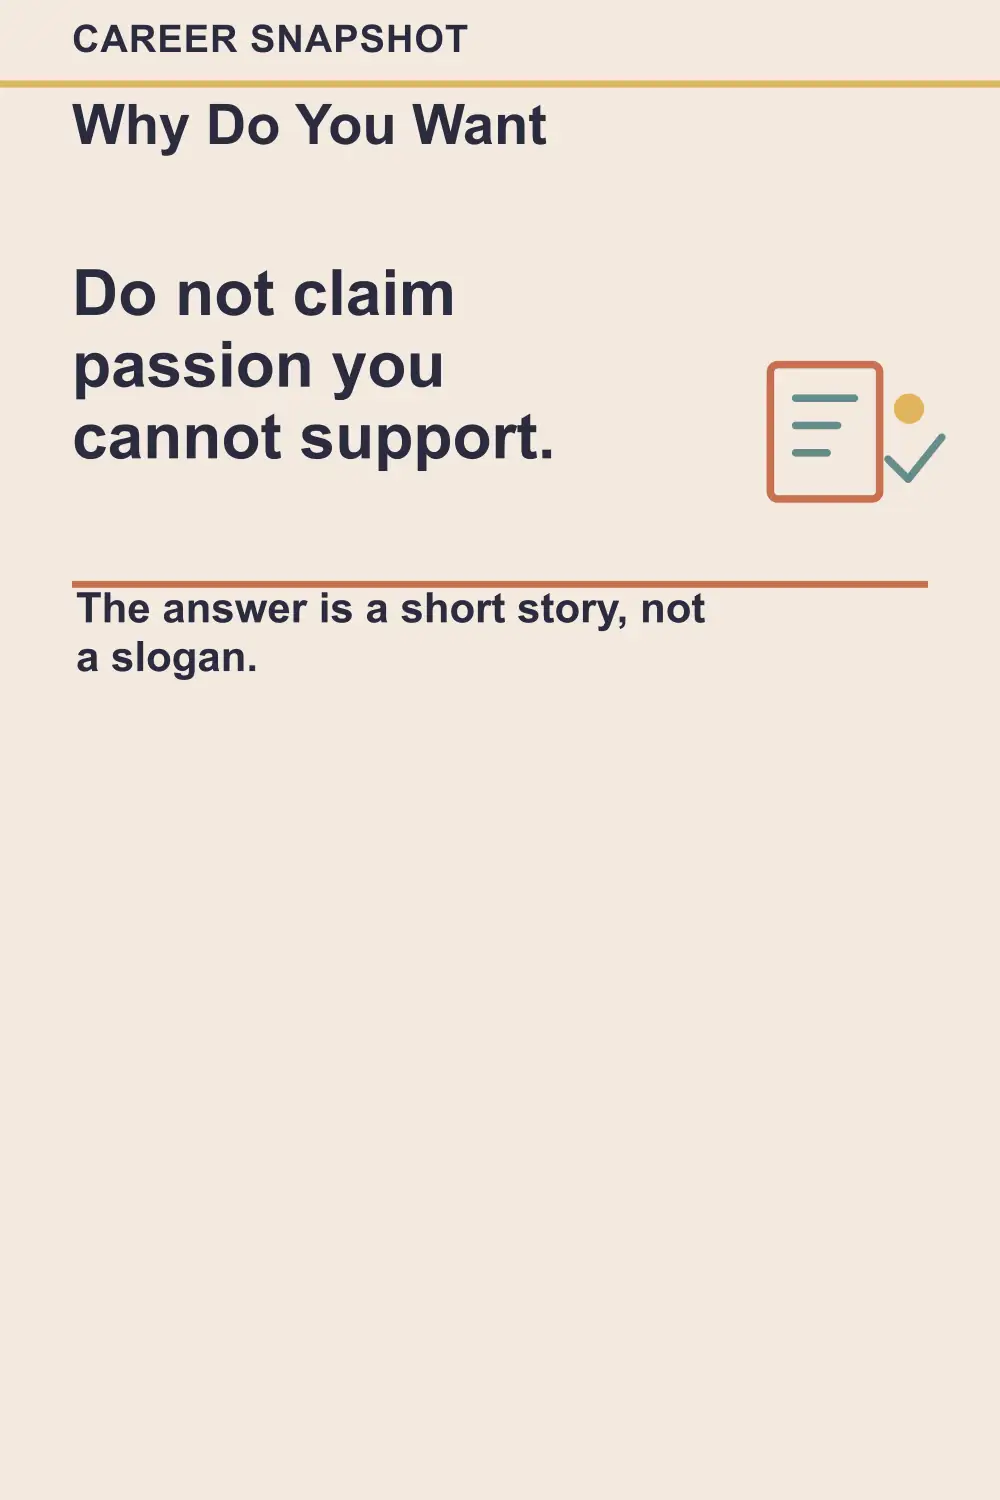 CAREER SNAPSHOT
Why Do You Want
Do not claim
passion you
cannot support.
The answer is a short story, not
a slogan.